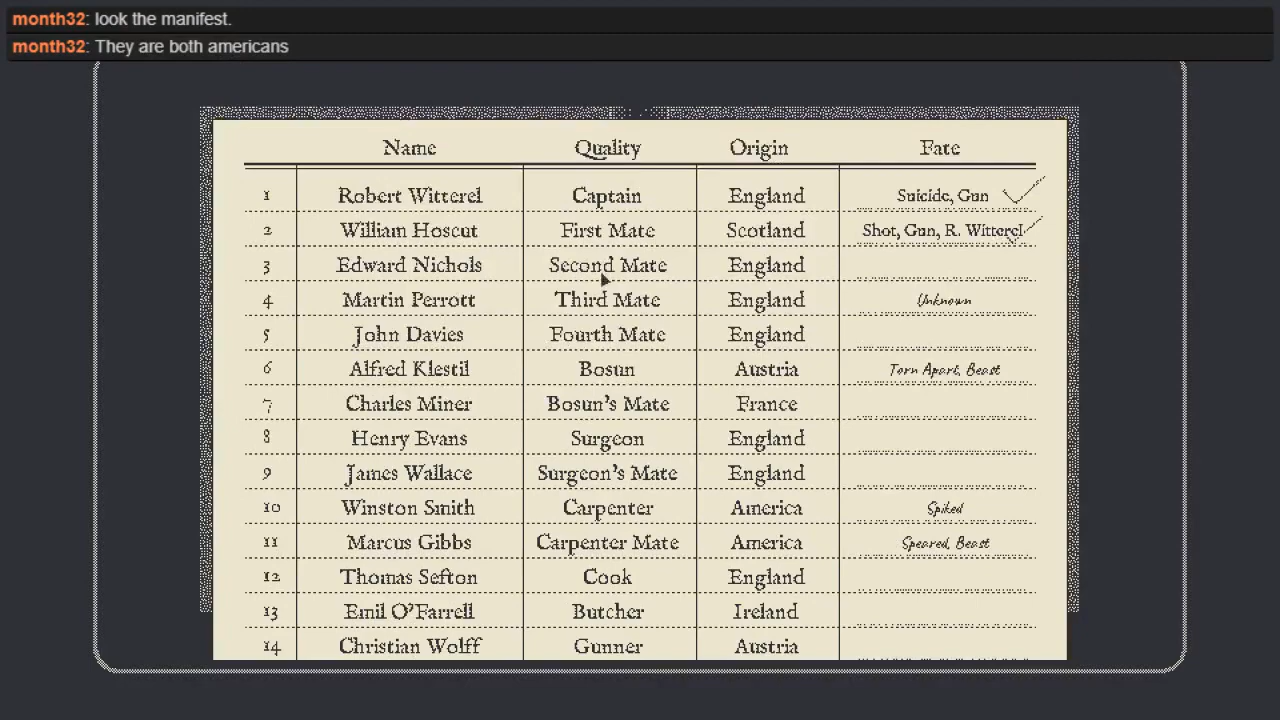 month32: look the manifest.
month32: They are both americans
Name Quality Origin Fate
1 Robert Witterel Captain England Suicide, Gun
2 William Hoscut First Mate Scotland Shot, Gun, R. Witterel
3 Edward Nichols Second Mate England
4 Martin Perrott Third Mate England Unknown
5 John Davies Fourth Mate England
6 Alfred Klestil Bosun Austria Torn Apart, Beast
7 Charles Miner Bosun's Mate France
8 Henry Evans Surgeon England
9 James Wallace Surgeon's Mate England
10 Winston Smith Carpenter America Spiked
11 Marcus Gibbs Carpenter Mate America Speared, Beast
12 Thomas Sefton Cook England
13 Emil O'Farrell Butcher Ireland
14 Christian Wolff Gunner Austria